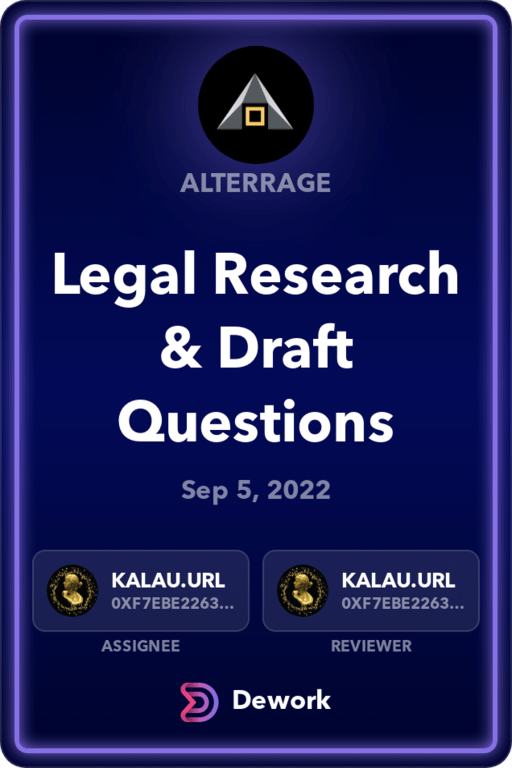 ALTERRAGE
Legal Research
& Draft
Questions
Sep 5, 2022
KALAU.URL
0XF7EBE2263...
ASSIGNEE
KALAU.URL
0XF7EBE2263...
REVIEWER
Dework